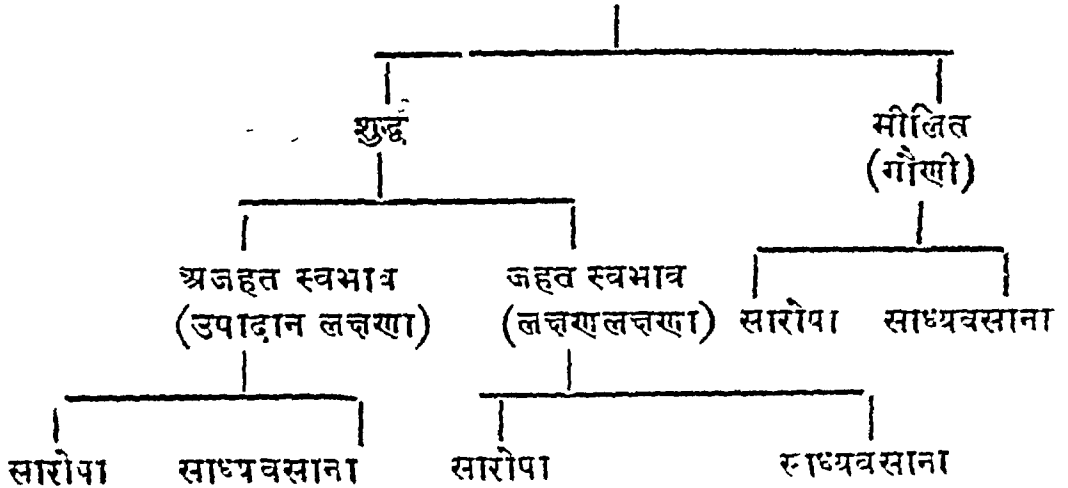 शुद्ध
मीलित
(गौणी)
अजहत स्वभाव
(उपादान लक्षणा)
जहत स्वभाव
(लक्षणलक्षणा)
सारोपा साध्यवसाना
सारोपा साध्यवसाना
सारोपा साध्यवसाना